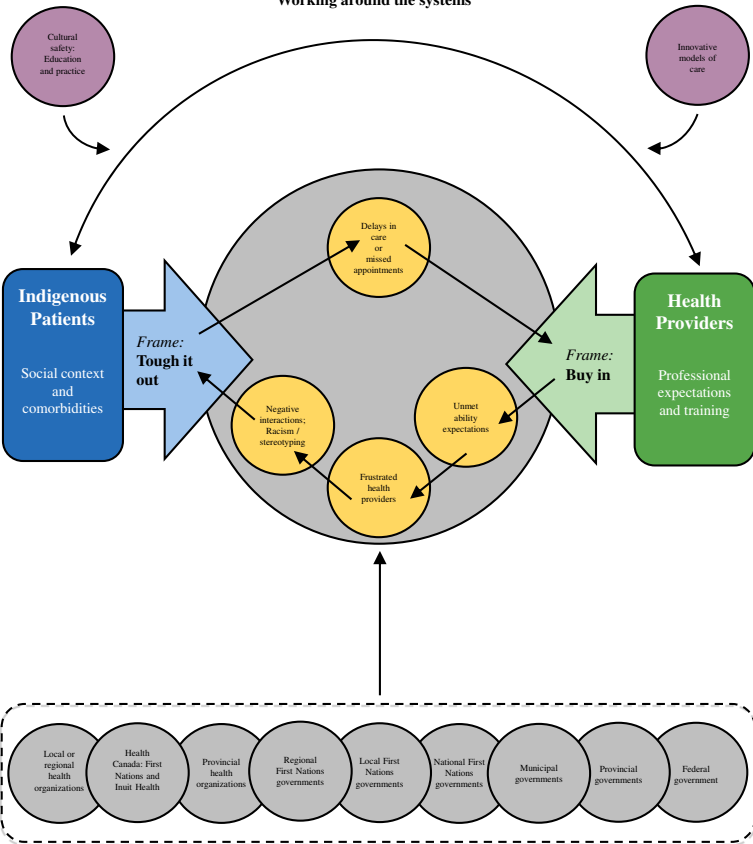 Working around the systems
Cultural
safety:
Education
and practice
Innovative
models of
care
Delays in
care
or
missed
appointments
Indigenous
Patients
Social context
and
comorbidities
Frame:
Tough it
out
Frame:
Buy in
Health
Providers
Professional
expectations
and training
Negative
interactions;
Racism /
stereotyping
Unmet
ability
expectations
Frustrated
health
providers
Local or
regional
health
organizations
Health
Canada: First
Nations and
Inuit Health
Provincial
health
organizations
Regional
First Nations
governments
Local First
Nations
governments
National First
Nations
governments
Municipal
governments
Provincial
governments
Federal
government